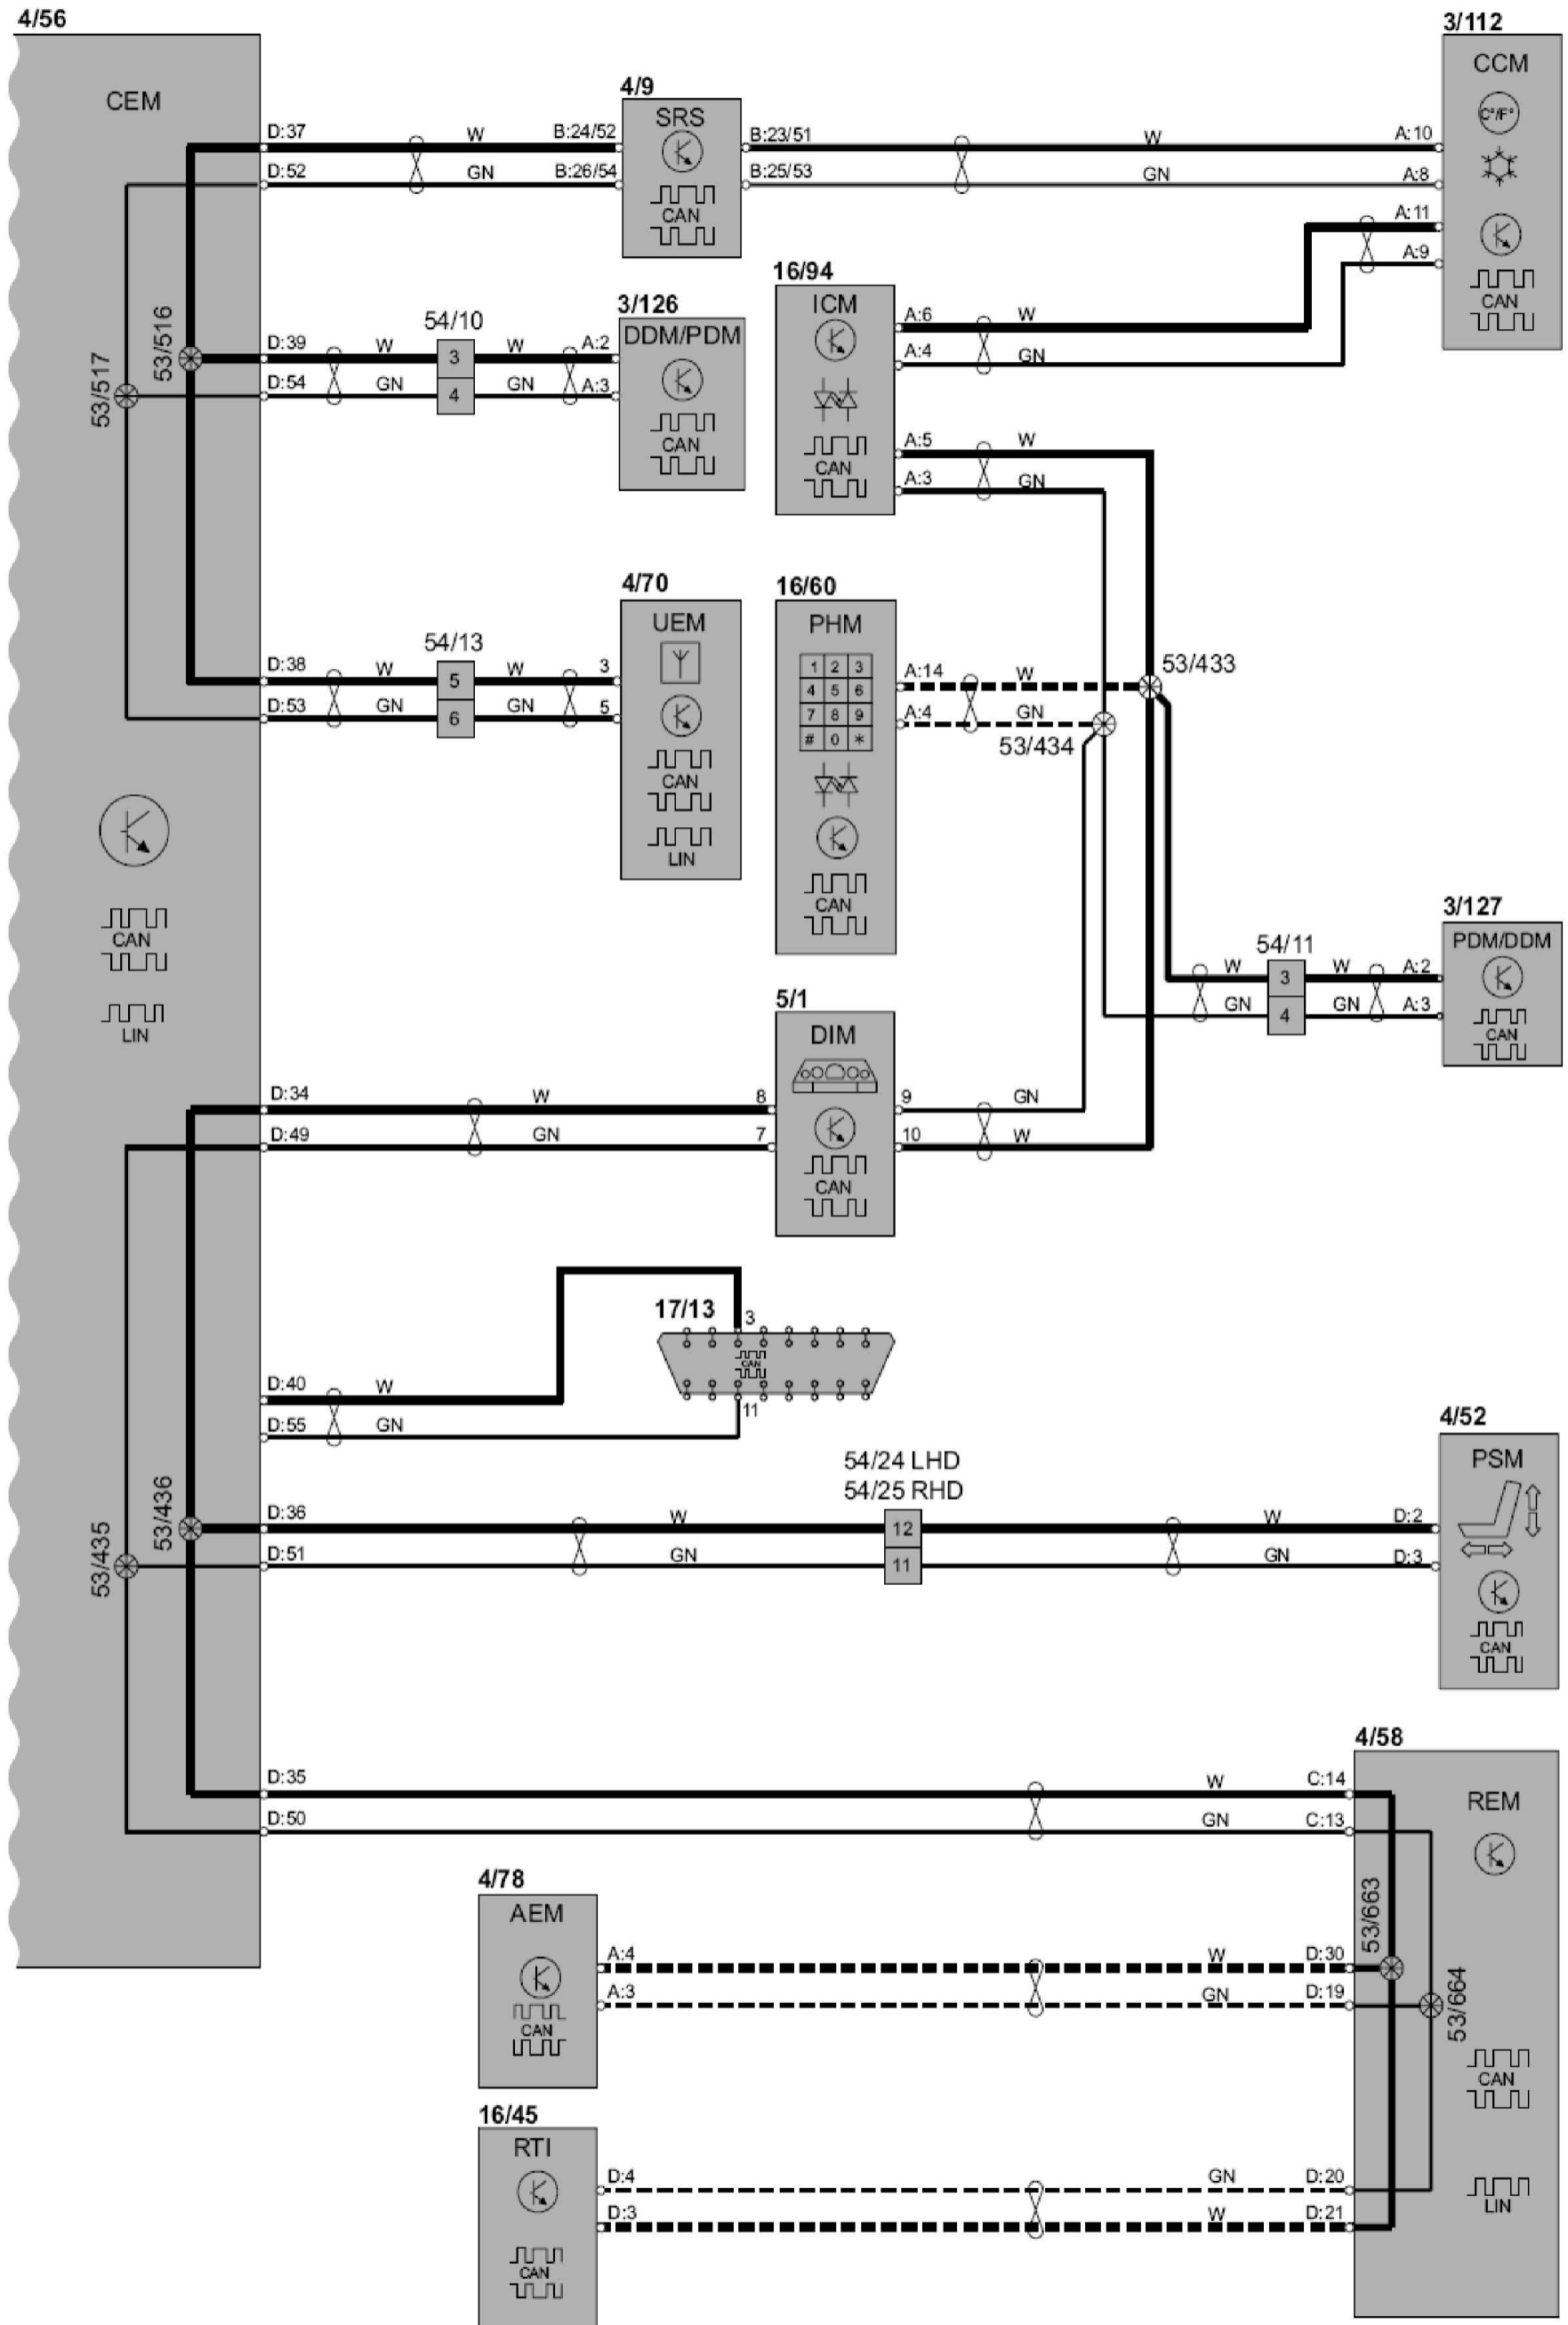 4/56
3/112
CEM
CCM
4/9
SRS
C°/F°
D:37
W
B:24/52
B:23/51
W
A:10
D:52
GN
B:26/54
B:25/53
GN
A:8
CAN
A:11
A:9
16/94
ICM
CAN
53/516
53/517
54/10
3/126
DDM/PDM
A:6
W
A:4
GN
D:39
W
3
W
A:2
D:54
GN
4
GN
A:3
CAN
A:5
W
CAN
A:3
GN
4/70
16/60
UEM
PHM
54/13
53/433
D:38
W
5
W
3
1 2 3
A:14
W
D:53
GN
6
GN
5
4 5 6
7 8 9
A:4
GN
# 0 *
53/434
CAN
LIN
CAN
3/127
CAN
PDM/DDM
54/11
W
3
W
A:2
GN
4
GN
A:3
CAN
LIN
5/1
DIM
D:34
W
8
9
GN
D:49
GN
7
10
W
CAN
17/13
3
CAN
D:40
W
11
D:55
GN
4/52
PSM
54/24 LHD
54/25 RHD
53/436
53/435
D:36
W
12
W
D:2
D:51
GN
11
GN
D:3
CAN
4/58
D:35
W
C:14
REM
D:50
GN
C:13
4/78
AEM
53/663
A:4
W
D:30
A:3
GN
D:19
53/664
CAN
CAN
16/45
RTI
D:4
GN
D:20
D:3
W
D:21
LIN
CAN